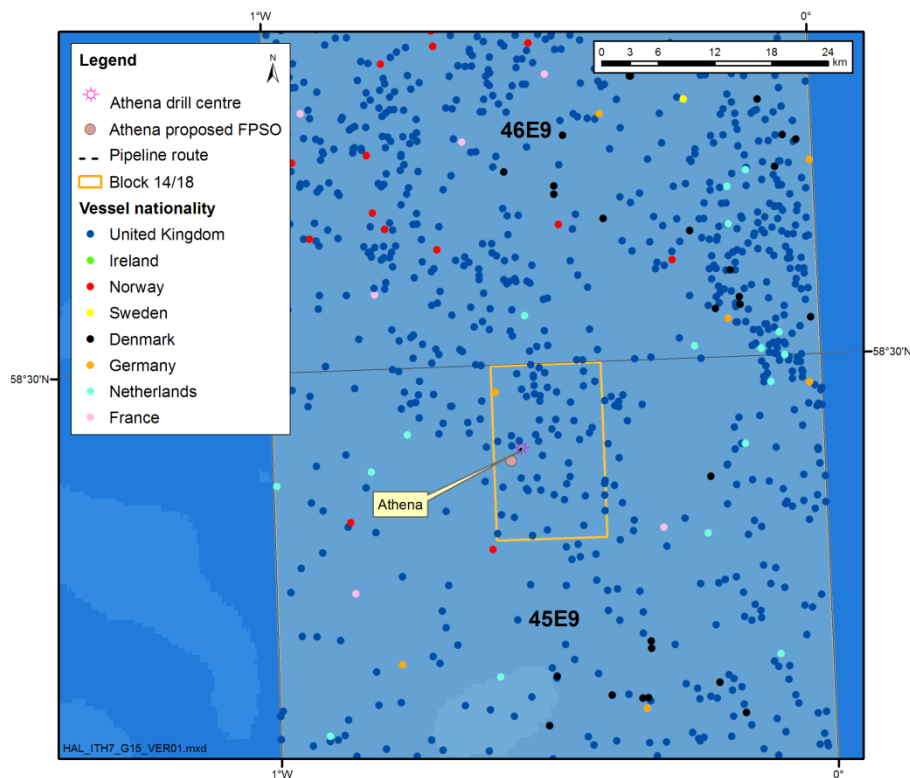 1°W
0°
Legend
N
Athena drill centre
Athena proposed FPSO
Pipeline route
Block 14/18
Vessel nationality
United Kingdom
Ireland
Norway
Sweden
Denmark
Germany
Netherlands
France
0 3 6 12 18 24
km
46E9
58°30'N
58°30'N
Athena
45E9
HAL_ITH7_G15_VER01.mxd
1°W
0°